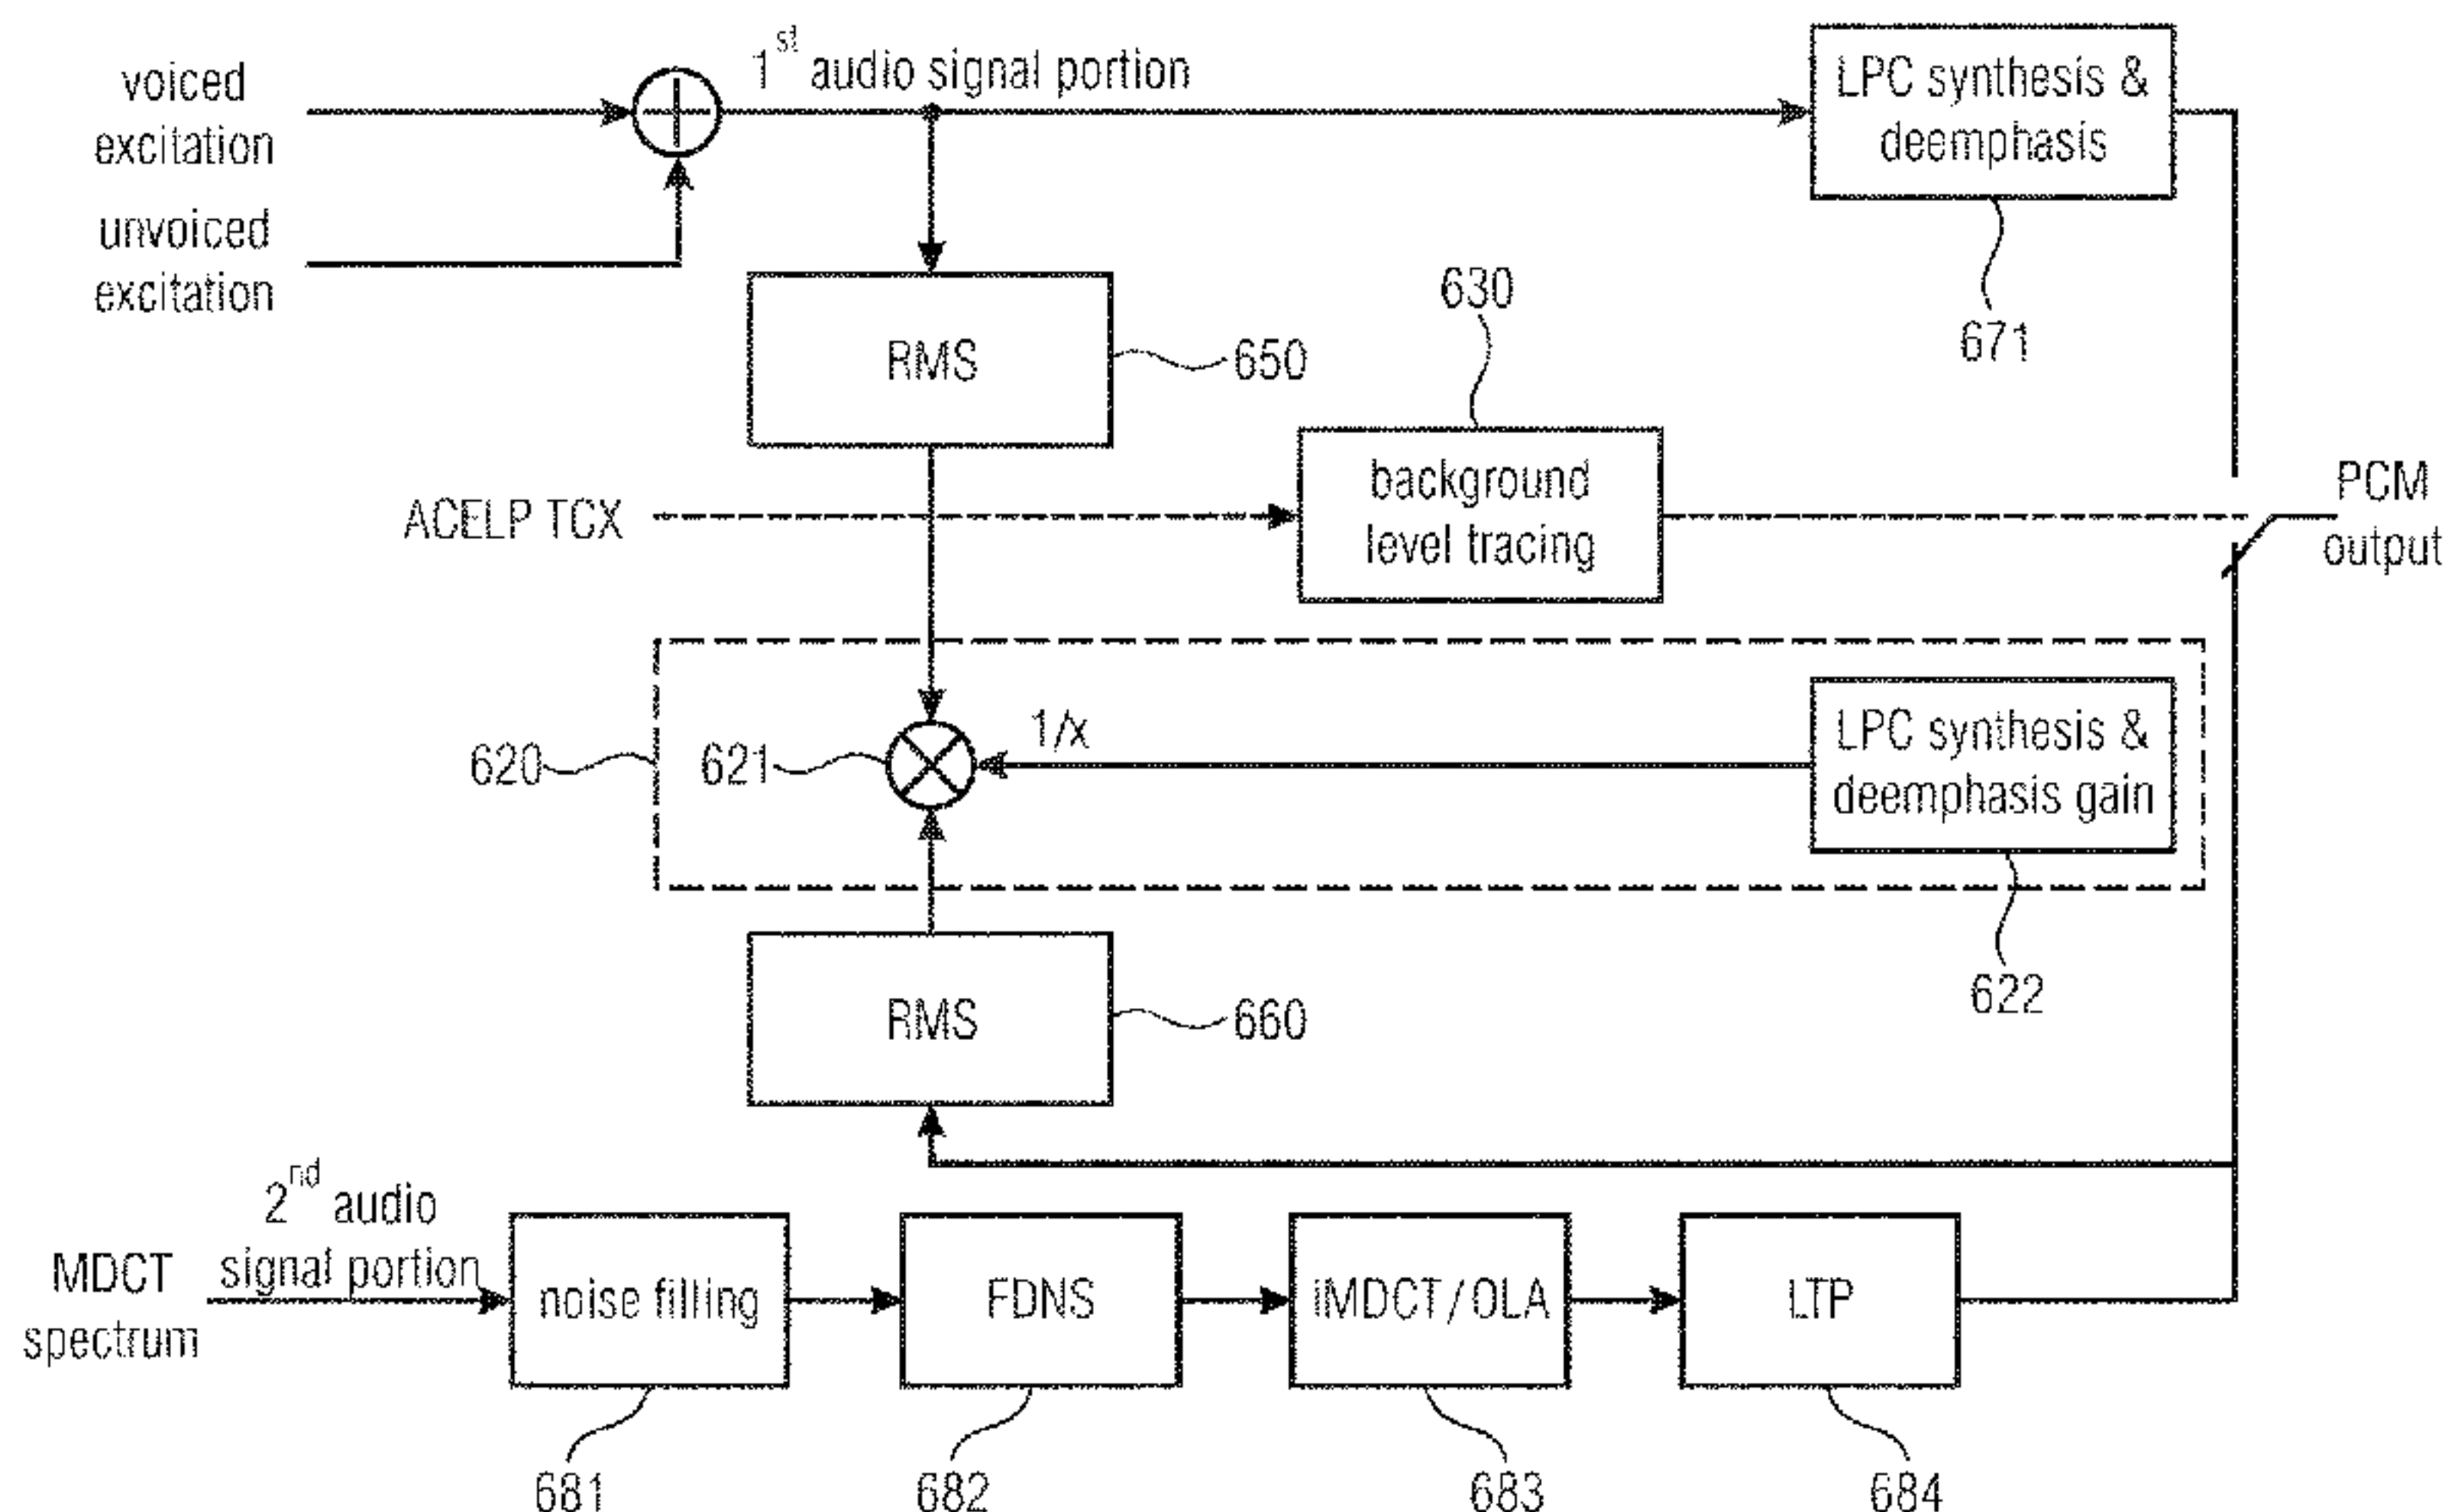 voiced
excitation
1st audio signal portion
LPC synthesis &
deemphasis
unvoiced
excitation
671
RMS
650
630
ACELP TCX
background
level tracing
PCM
output
620
621
1/x
LPC synthesis &
deemphasis gain
622
RMS
660
MDCT
spectrum
2nd audio
signal portion
noise filling
FDNS
iMDCT/OLA
LTP
681
682
683
684